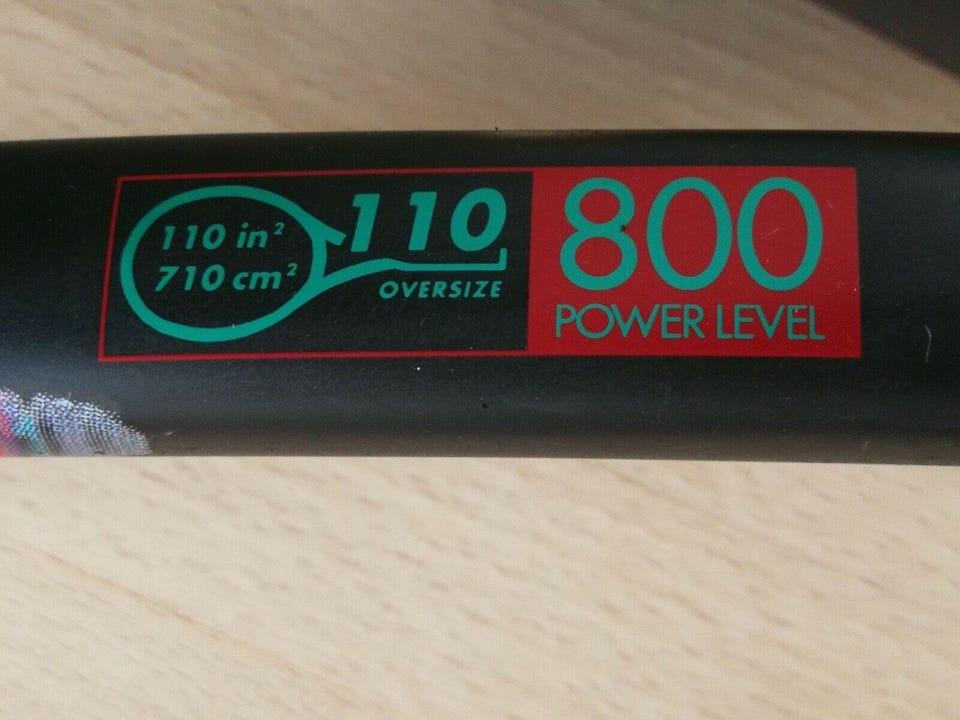 110 in²
710 cm²
110
OVERSIZE
800
POWER LEVEL